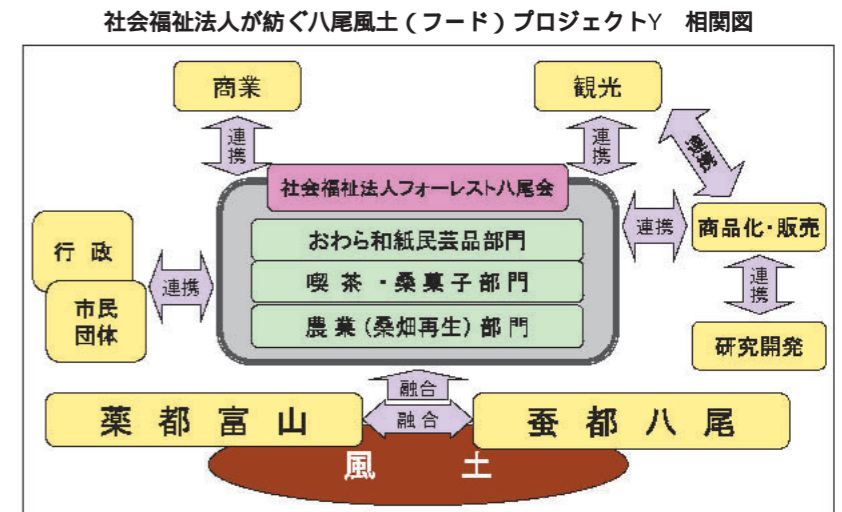 社会福祉法人が紡ぐ八尾風土(フード)プロジェクトY 相関図
商業
観光
連携
連携
連携
社会福祉法人フォーレスト八尾会
おわら和紙民芸品部門
喫茶・桑菓子部門
農業(桑畑再生)部門
行政
市民
団体
連携
連携
商品化・販売
連携
研究開発
融合
薬都富山
融合
蚕都八尾
風土